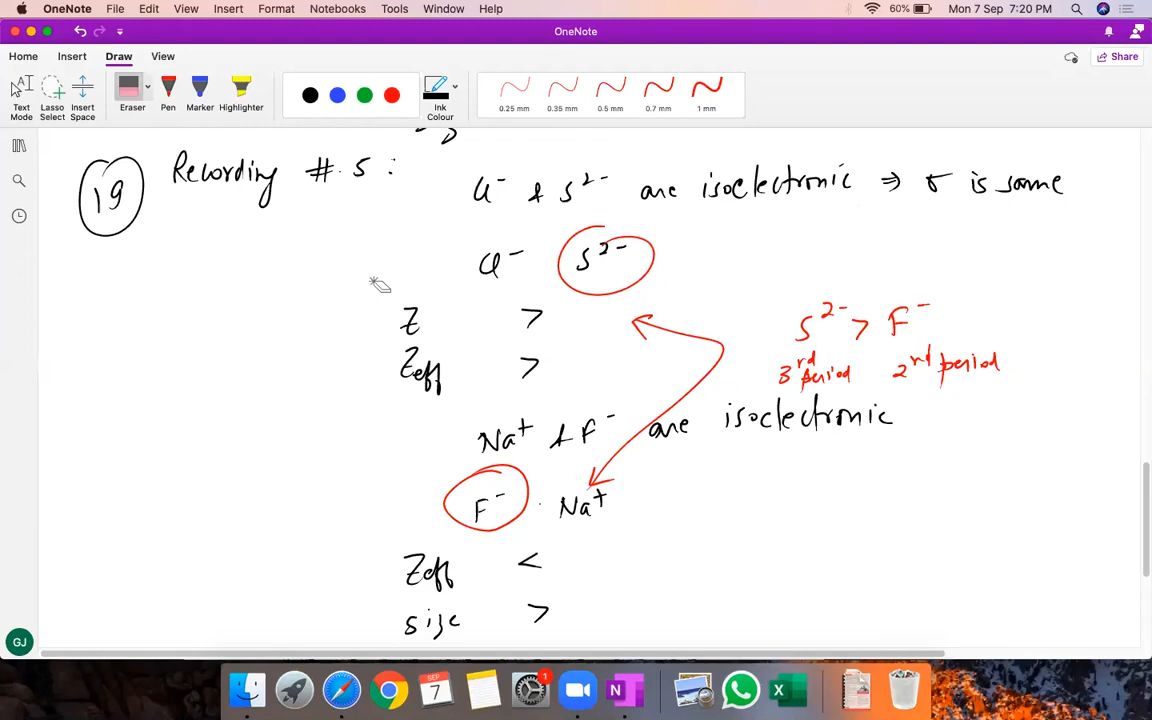 OneNote File Edit View Insert Format Notebooks Tools Window Help 60% Mon 7 Sep 7:20 PM
OneNote
Home Insert Draw View
Share
Text Mode Lasso Select Insert Space Eraser Pen Marker Highlighter Ink Colour 0.25 mm 0.35 mm 0.5 mm 0.7 mm 1 mm
19 Recording #.5 :
Cl⁻ & S²⁻ are isoelectronic ⇒ σ is same
Cl⁻ S²⁻
Z >
S²⁻ > F⁻
3rd period 2nd period
Zeff >
Na⁺ & F⁻ are isoelectronic
F⁻ Na⁺
Zeff <
size >
GJ
SEP 7
1